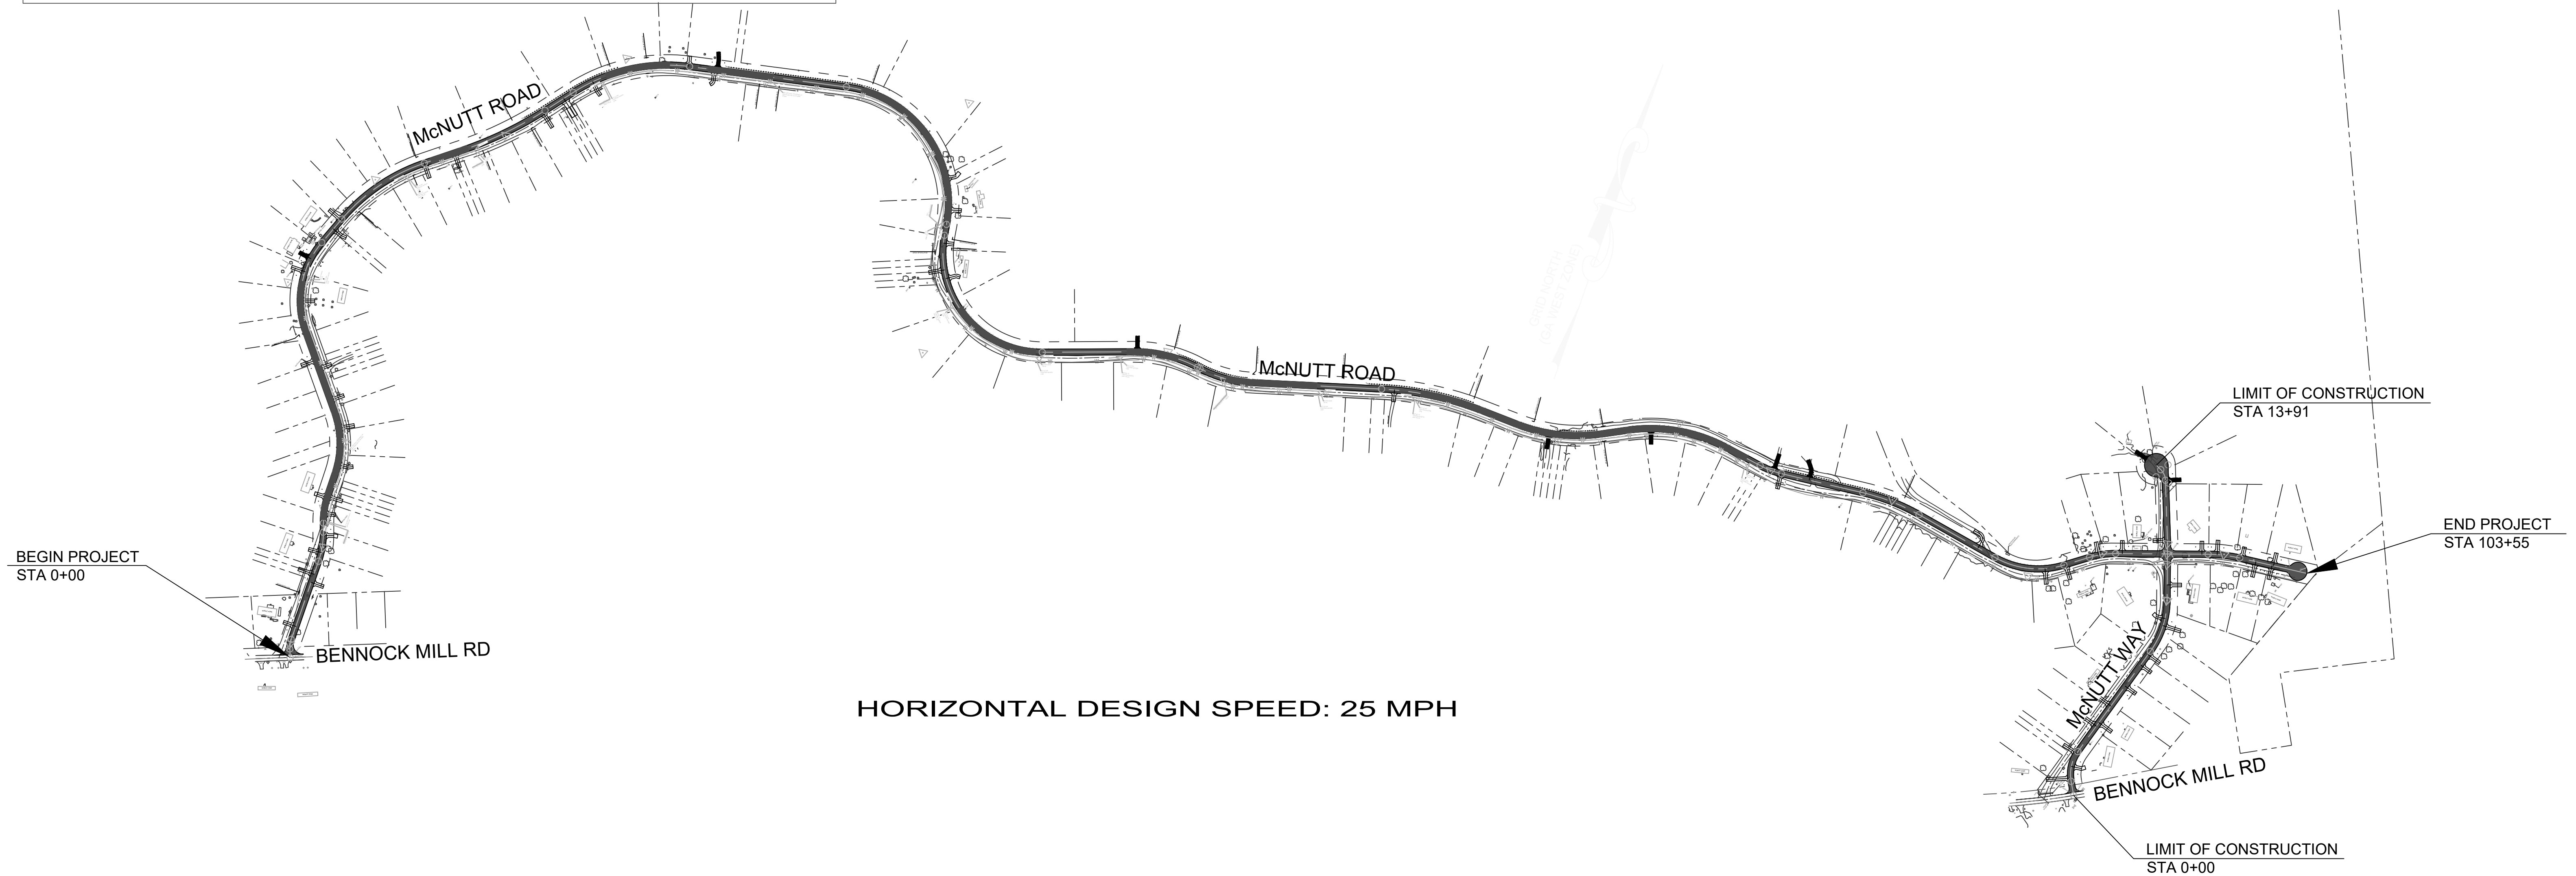 McNUTT ROAD
GRID NORTH
McNUTT ROAD
LIMIT OF CONSTRUCTION
STA 13+91
END PROJECT
STA 103+55
BEGIN PROJECT
STA 0+00
BENNOCK MILL RD
McNUTT WAY
HORIZONTAL DESIGN SPEED: 25 MPH
BENNOCK MILL RD
LIMIT OF CONSTRUCTION
STA 0+00